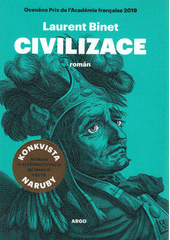 Oceněno Prix de l'Académie française 2019
Laurent Binet
CIVILIZACE
román
KONKVISTA
NARUBY
ARGO